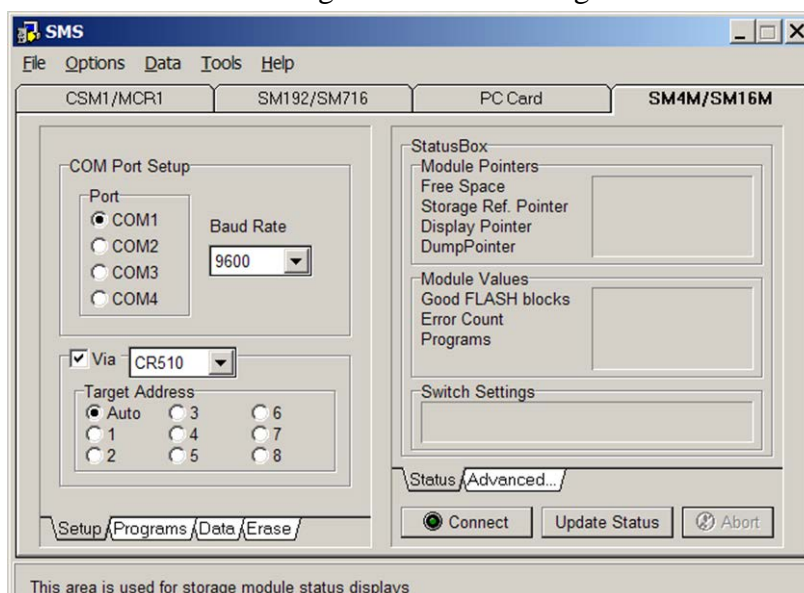 SMS
File Options Data Tools Help
CSM1/MCR1 SM192/SM716 PC Card SM4M/SM16M
COM Port Setup
Port
COM1
COM2
COM3
COM4
Baud Rate
9600
Via CR510
Target Address
Auto 3 6
1 4 7
2 5 8
Setup Programs Data Erase
StatusBox
Module Pointers
Free Space
Storage Ref. Pointer
Display Pointer
DumpPointer
Module Values
Good FLASH blocks
Error Count
Programs
Switch Settings
Status Advanced...
Connect Update Status Abort
This area is used for storage module status displays